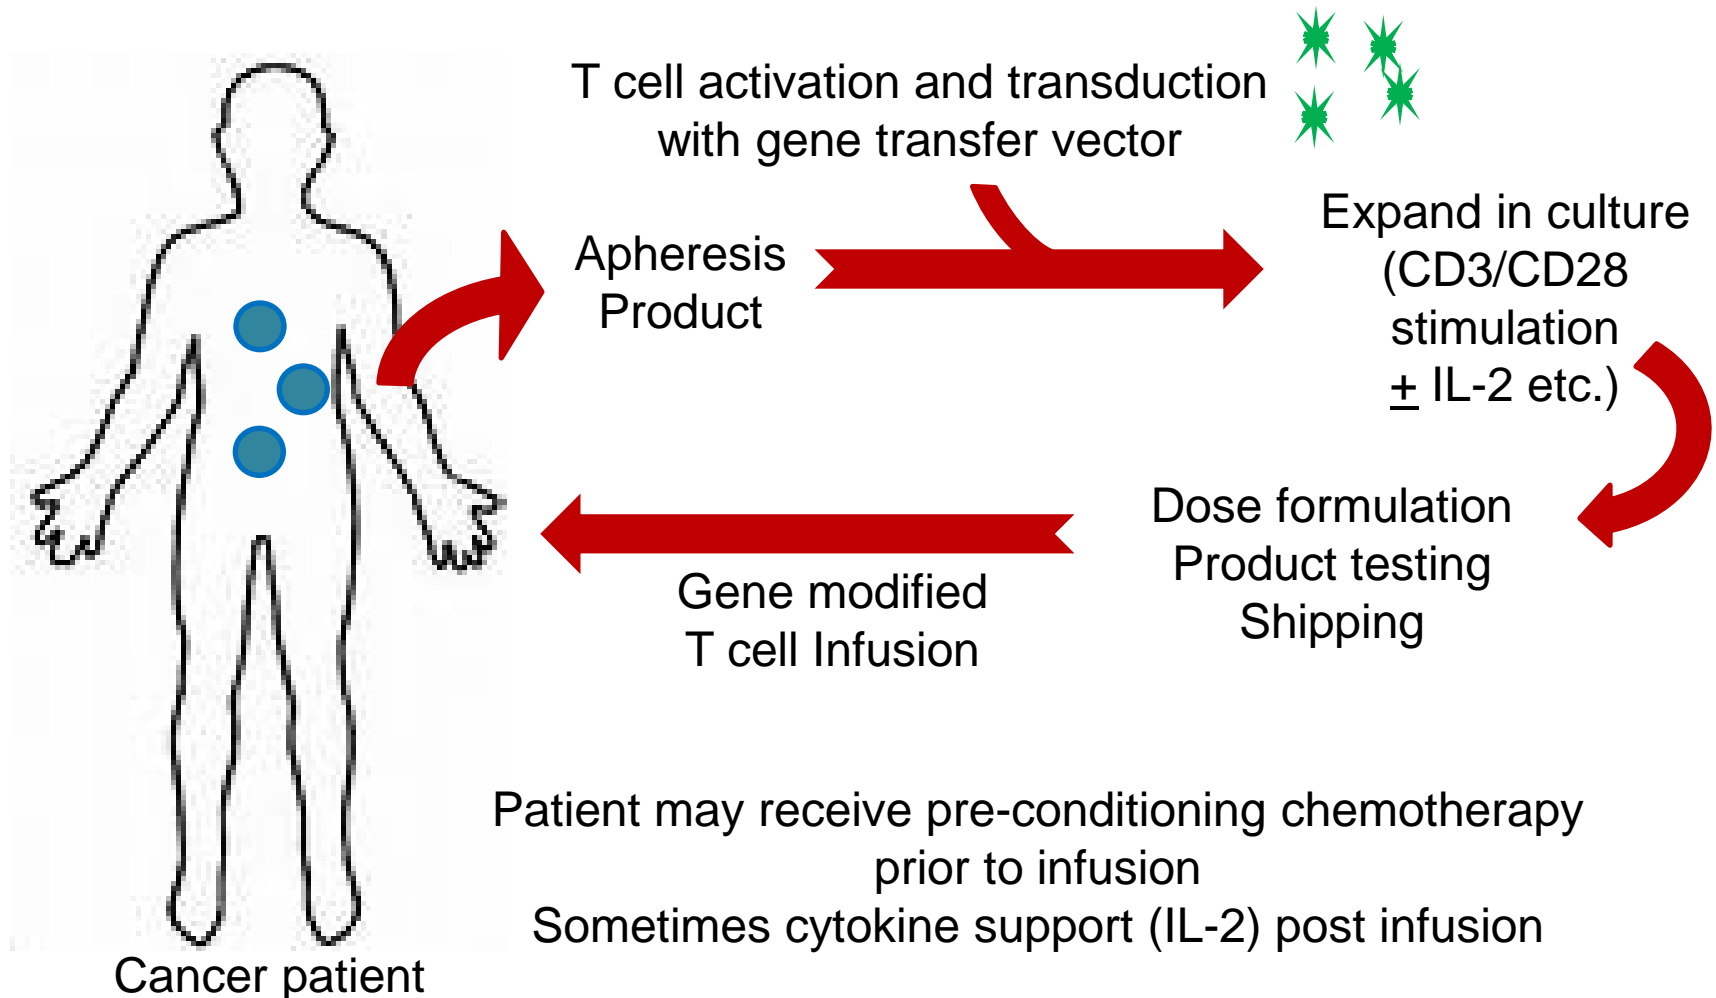 T cell activation and transduction
with gene transfer vector
Apheresis
Product
Expand in culture
(CD3/CD28
stimulation
± IL-2 etc.)
Dose formulation
Product testing
Shipping
Gene modified
T cell Infusion
Patient may receive pre-conditioning chemotherapy
prior to infusion
Sometimes cytokine support (IL-2) post infusion
Cancer patient